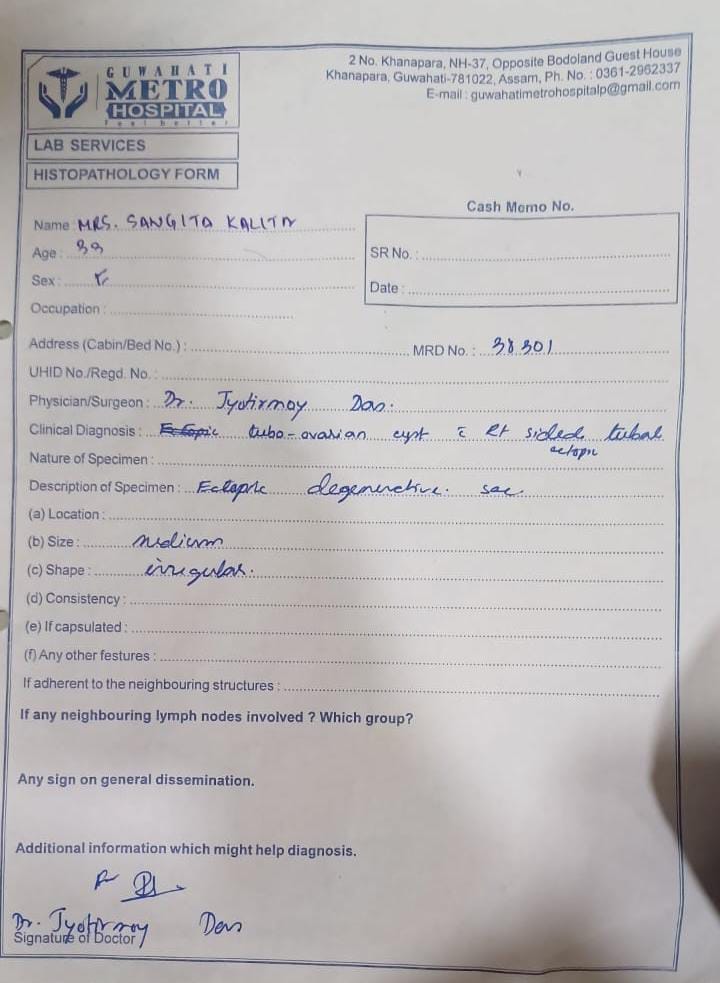 GUWAHATI
METRO
HOSPITAL
Feel better
2 No. Khanapara, NH-37, Opposite Bodoland Guest House
Khanapara, Guwahati-781022, Assam, Ph. No. : 0361-2962337
E-mail : guwahatimetrohospitalp@gmail.com
LAB SERVICES
HISTOPATHOLOGY FORM
Cash Memo No.
Name : MRS. SANGITA KALITA
Age : 39
Sex : F
SR No. :
Date :
Occupation :
Address (Cabin/Bed No.) : MRD No. : 38301
UHID No./Regd. No. :
Physician/Surgeon : Dr. Jyotirmoy Das.
Clinical Diagnosis : Ectopic tubo-ovarian cyst c̄ Rt sided tubal
ectopic
Nature of Specimen :
Description of Specimen : Ectopic degenerative. sac.
(a) Location :
(b) Size : medium
(c) Shape : irregular.
(d) Consistency :
(e) If capsulated :
(f) Any other festures :
If adherent to the neighbouring structures :
If any neighbouring lymph nodes involved ? Which group?
Any sign on general dissemination.
Additional information which might help diagnosis.
Dr. Jyotirmoy Das
Signature of Doctor